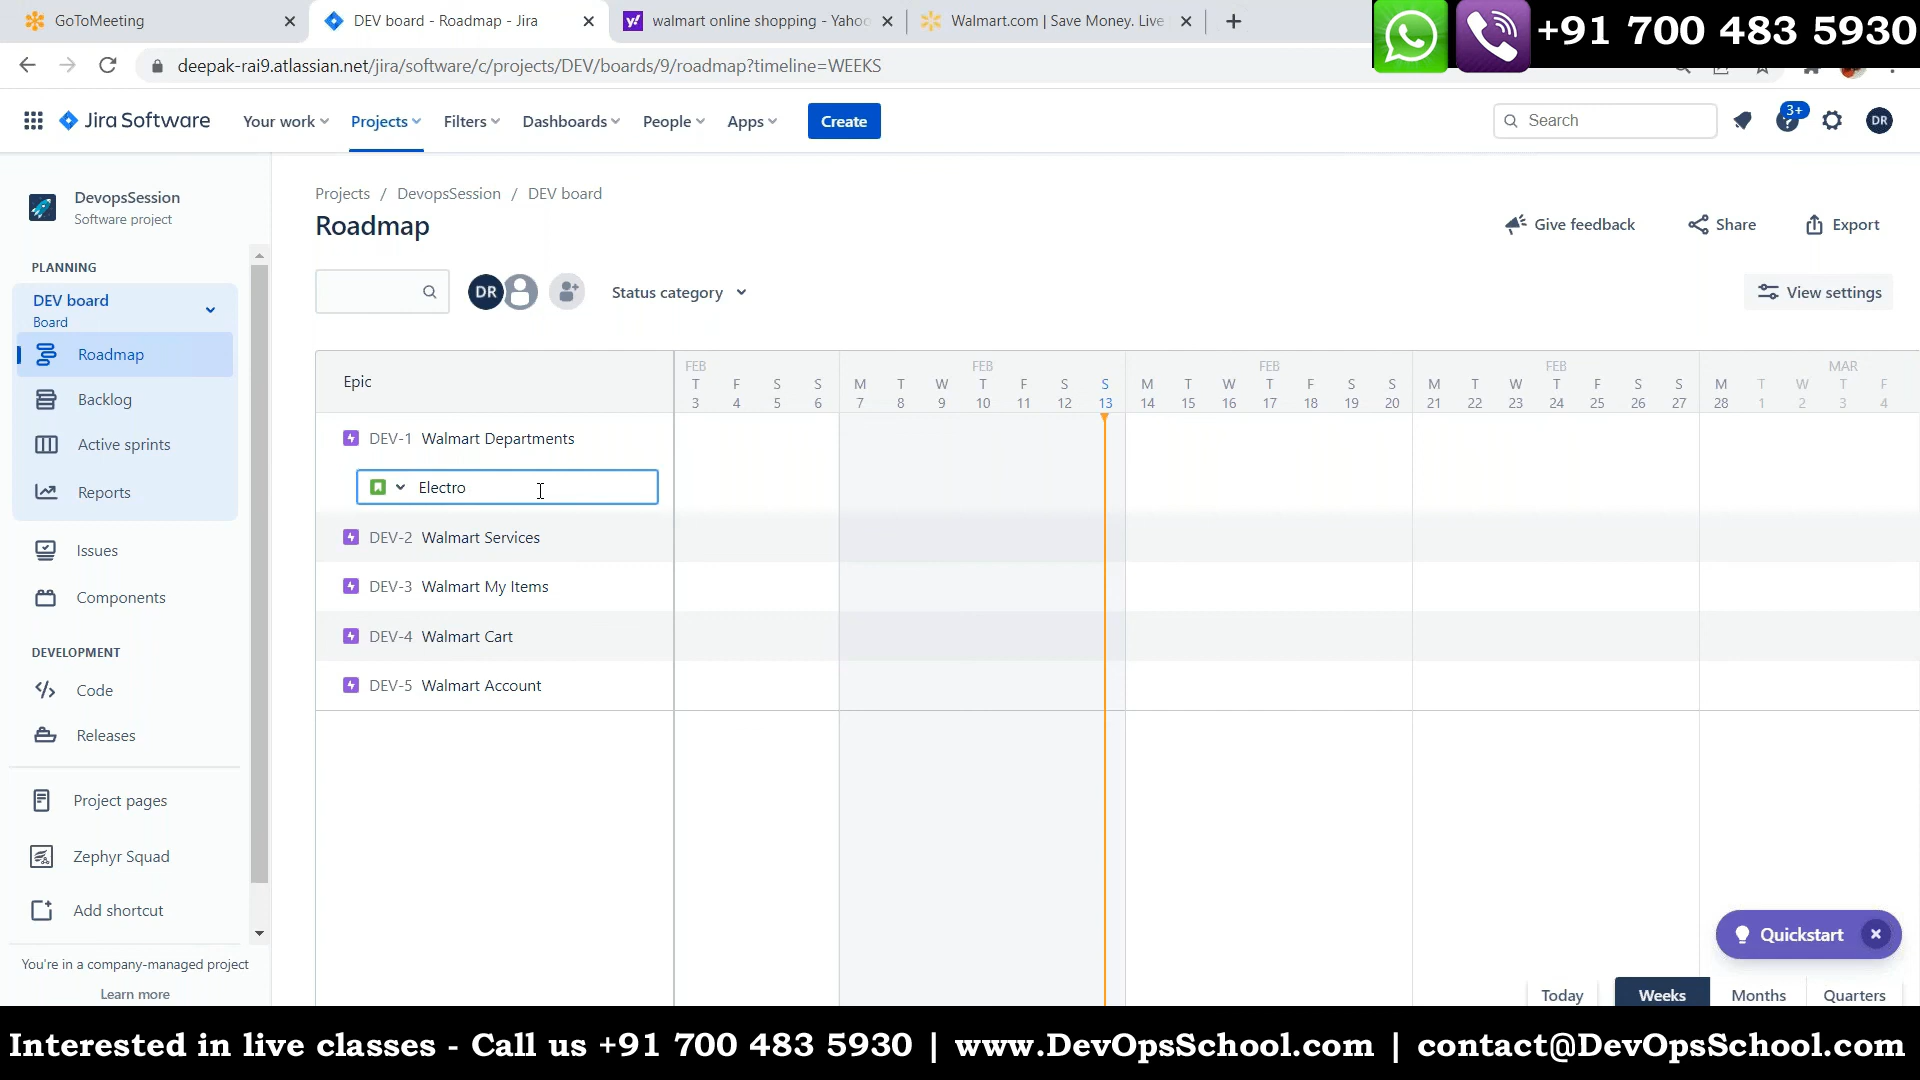 GoToMeeting
DEV board - Roadmap - Jira
walmart online shopping - Yahoo
Walmart.com | Save Money. Live
+91 700 483 5930
deepak-rai9.atlassian.net/jira/software/c/projects/DEV/boards/9/roadmap?timeline=WEEKS
Jira Software
Your work
Projects
Filters
Dashboards
People
Apps
Create
Search
3+
DR
DevopsSession
Software project
PLANNING
DEV board
Board
Roadmap
Backlog
Active sprints
Reports
Issues
Components
DEVELOPMENT
Code
Releases
Project pages
Zephyr Squad
Add shortcut
You're in a company-managed project
Learn more
Projects / DevopsSession / DEV board
Roadmap
Give feedback
Share
Export
DR
Status category
View settings
Epic
FEB FEB FEB FEB MAR
T F S S M T W T F S S M T W T F S S M T W T F S S M T W T F
3 4 5 6 7 8 9 10 11 12 13 14 15 16 17 18 19 20 21 22 23 24 25 26 27 28 1 2 3 4
DEV-1 Walmart Departments
Electro
DEV-2 Walmart Services
DEV-3 Walmart My Items
DEV-4 Walmart Cart
DEV-5 Walmart Account
Quickstart
Today
Weeks
Months
Quarters
Interested in live classes - Call us +91 700 483 5930 | www.DevOpsSchool.com | contact@DevOpsSchool.com